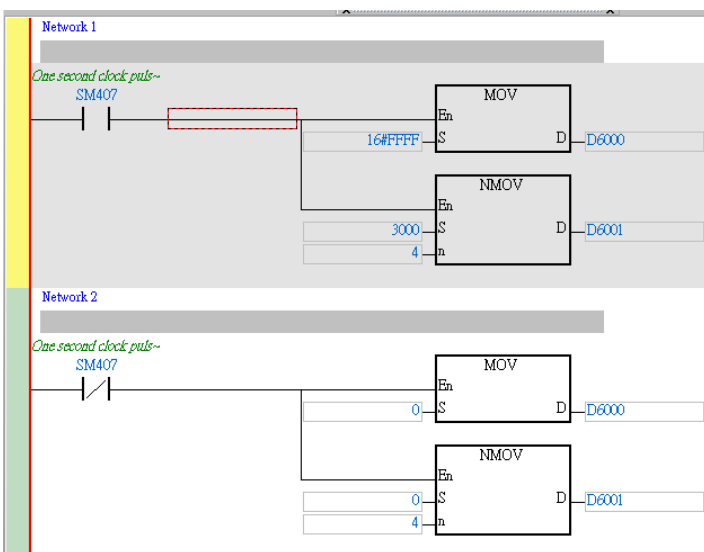 Network 1
One second clock puls~
SM407
MOV
En
16#FFFF S D D6000
NMOV
En
3000 S D D6001
4 n
Network 2
One second clock puls~
SM407
MOV
En
0 S D D6000
NMOV
En
0 S D D6001
4 n